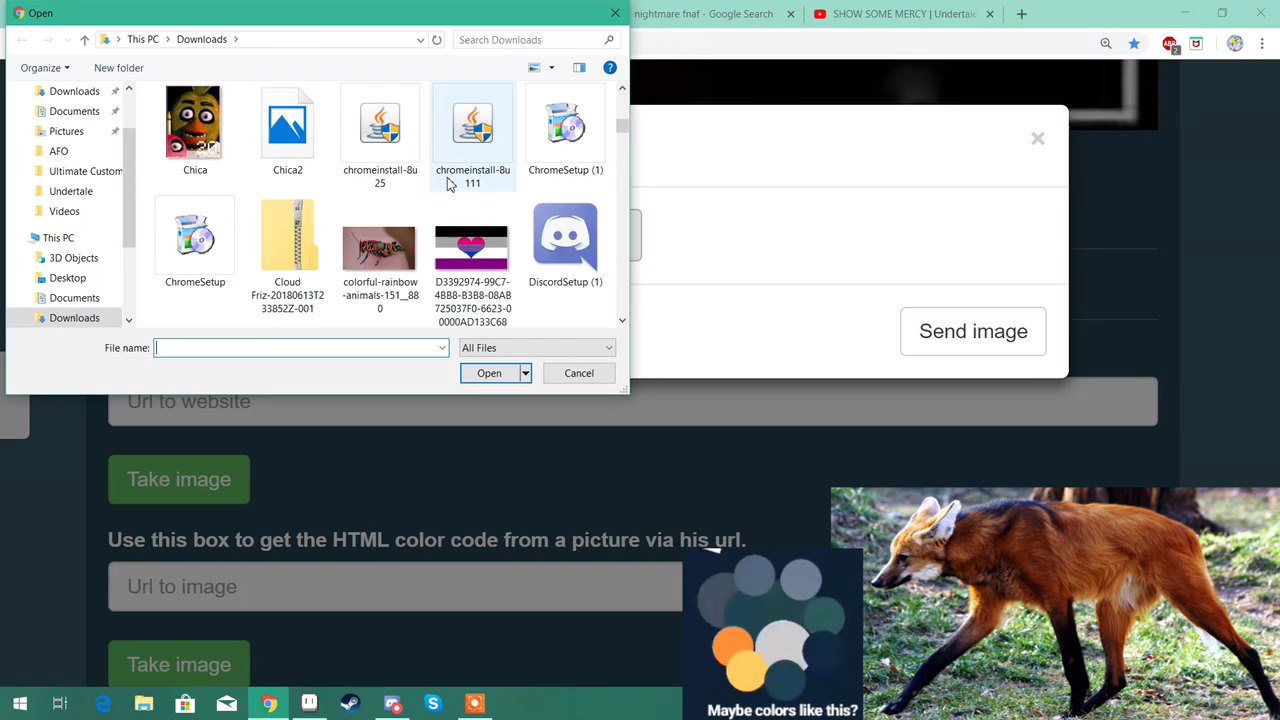 Open
nightmare fnaf - Google Search
SHOW SOME MERCY | Undertale
This PC
Downloads
Search Downloads
Organize
New folder
Downloads
Documents
Pictures
AFO
Ultimate Custom
Undertale
Videos
This PC
3D Objects
Desktop
Documents
Downloads
Chica
Chica2
chromeinstall-8u
25
chromeinstall-8u
111
ChromeSetup (1)
ChromeSetup
Cloud
Friz-20180613T2
33852Z-001
colorful-rainbow
-animals-151__88
0
D3392974-99C7-
4BB8-B3B8-08AB
725037F0-6623-0
0000AD133C68
DiscordSetup (1)
File name:
All Files
Open
Cancel
Send image
Url to website
Take image
Use this box to get the HTML color code from a picture via his url.
Url to image
Take image
Maybe colors like this?